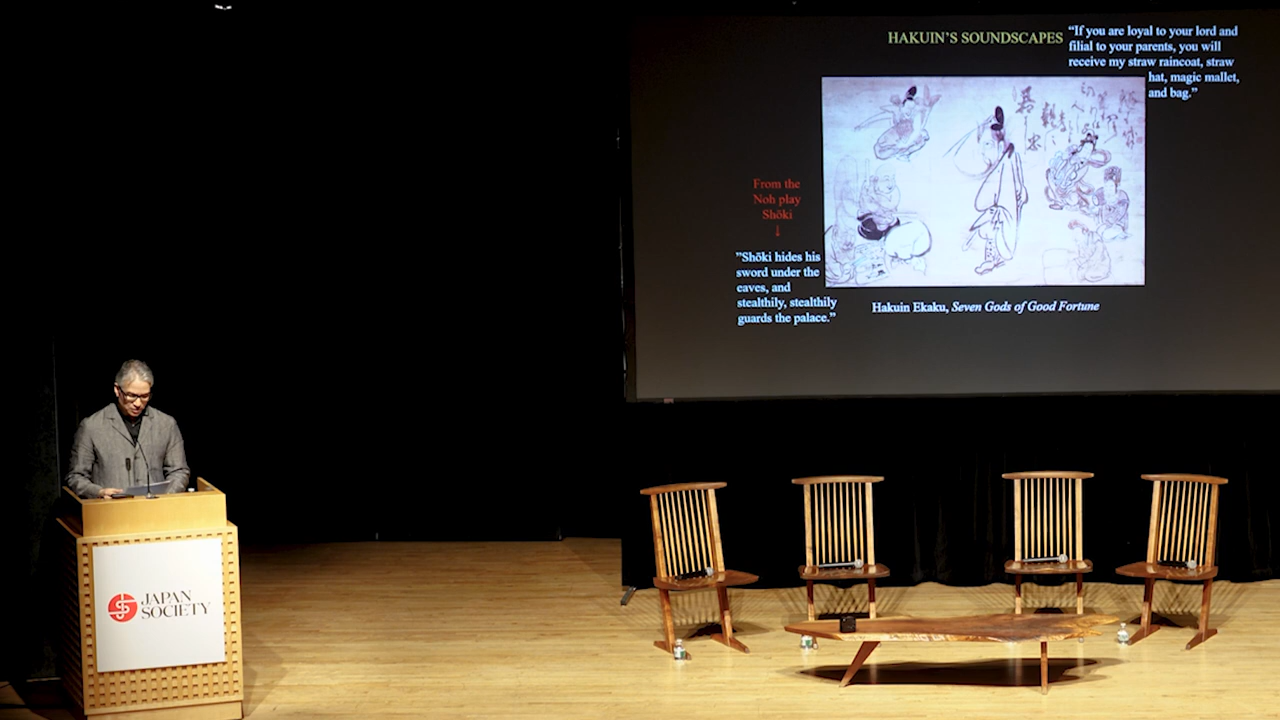 HAKUIN'S SOUNDSCAPES
“If you are loyal to your lord and
filial to your parents, you will
receive my straw raincoat, straw
hat, magic mallet,
and bag.”
From the
Noh play
Shōki
↓
”Shōki hides his
sword under the
caves, and
stealthily, stealthily
guards the palace.”
Hakuin Ekaku, Seven Gods of Good Fortune
JAPAN
SOCIETY